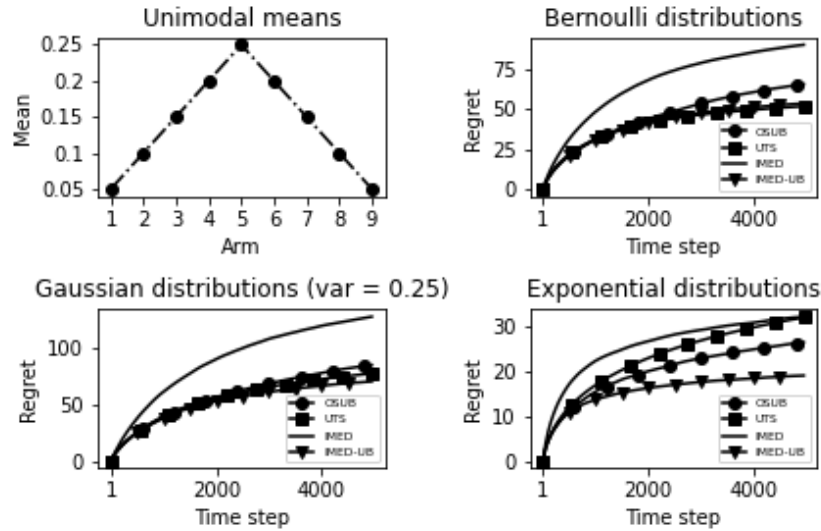 Unimodal means
0.25
0.2
0.15
0.1
0.05
Mean
1 2 3 4 5 6 7 8 9
Arm
Bernoulli distributions
75
50
25
0
Regret
OSUB
UTS
IMED
IMED-UB
1 2000 4000
Time step
Gaussian distributions (var = 0.25)
100
50
0
Regret
OSUB
UTS
IMED
IMED-UB
1 2000 4000
Time step
Exponential distributions
30
20
10
0
Regret
OSUB
UTS
IMED
IMED-UB
1 2000 4000
Time step